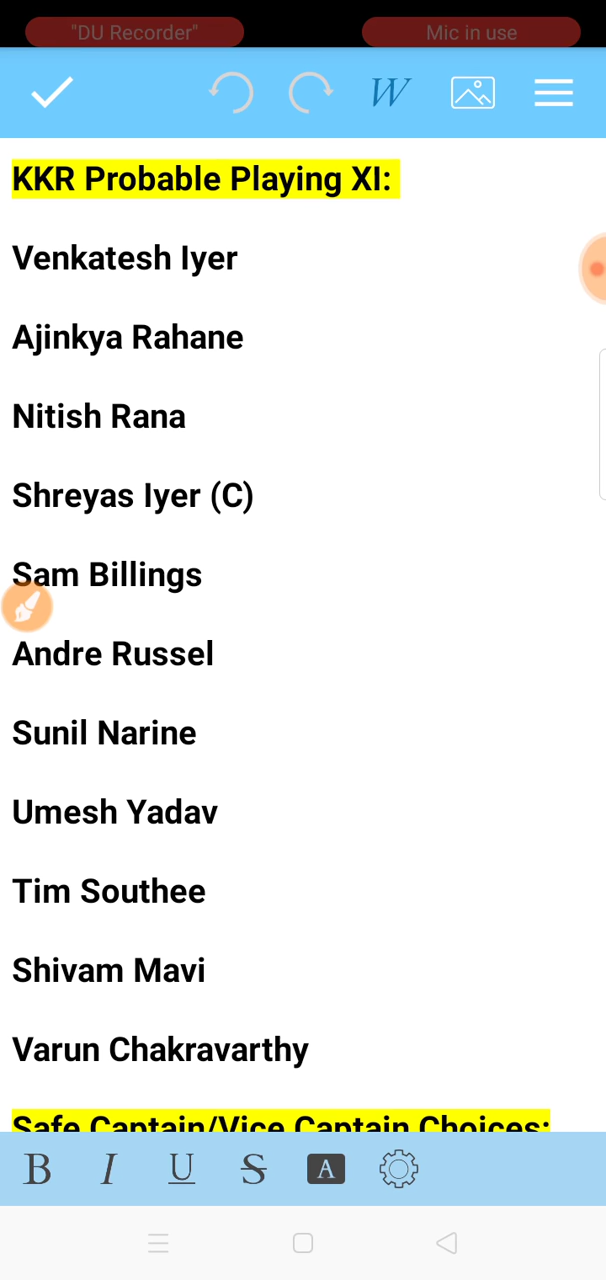 "DU Recorder" Mic in use
W
KKR Probable Playing XI:
Venkatesh Iyer
Ajinkya Rahane
Nitish Rana
Shreyas Iyer (C)
Sam Billings
Andre Russel
Sunil Narine
Umesh Yadav
Tim Southee
Shivam Mavi
Varun Chakravarthy
Safe Captain/Vice Captain Choices:
B I U S A